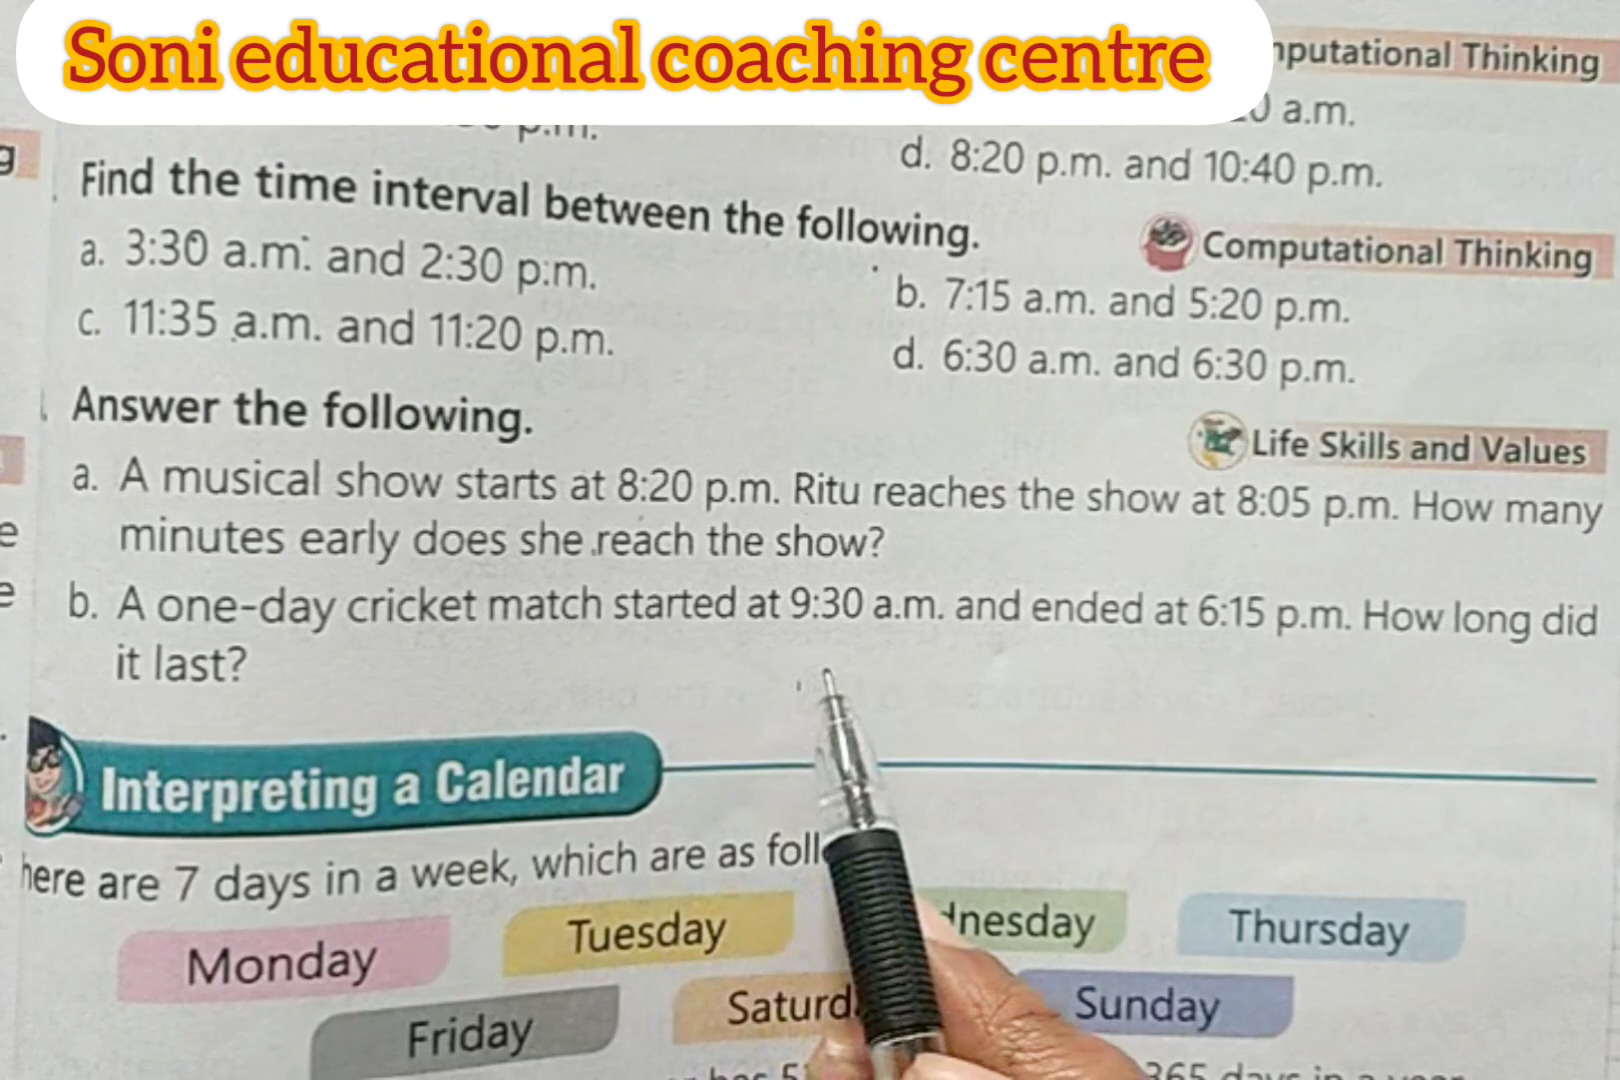 Soni educational coaching centre
Thinking
a.m.
p.m.
d. 8:20 p.m. and 10:40 p.m.
Find the time interval between the following.
Computational Thinking
a. 3:30 a.m. and 2:30 p.m.
b. 7:15 a.m. and 5:20 p.m.
c. 11:35 a.m. and 11:20 p.m.
d. 6:30 a.m. and 6:30 p.m.
Answer the following.
Life Skills and Values
a. A musical show starts at 8:20 p.m. Ritu reaches the show at 8:05 p.m. How many
minutes early does she reach the show?
b. A one-day cricket match started at 9:30 a.m. and ended at 6:15 p.m. How long did
it last?
Interpreting a Calendar
are 7 days in a week, which are as
Monday
Tuesday
Thursday
Friday
Sunday